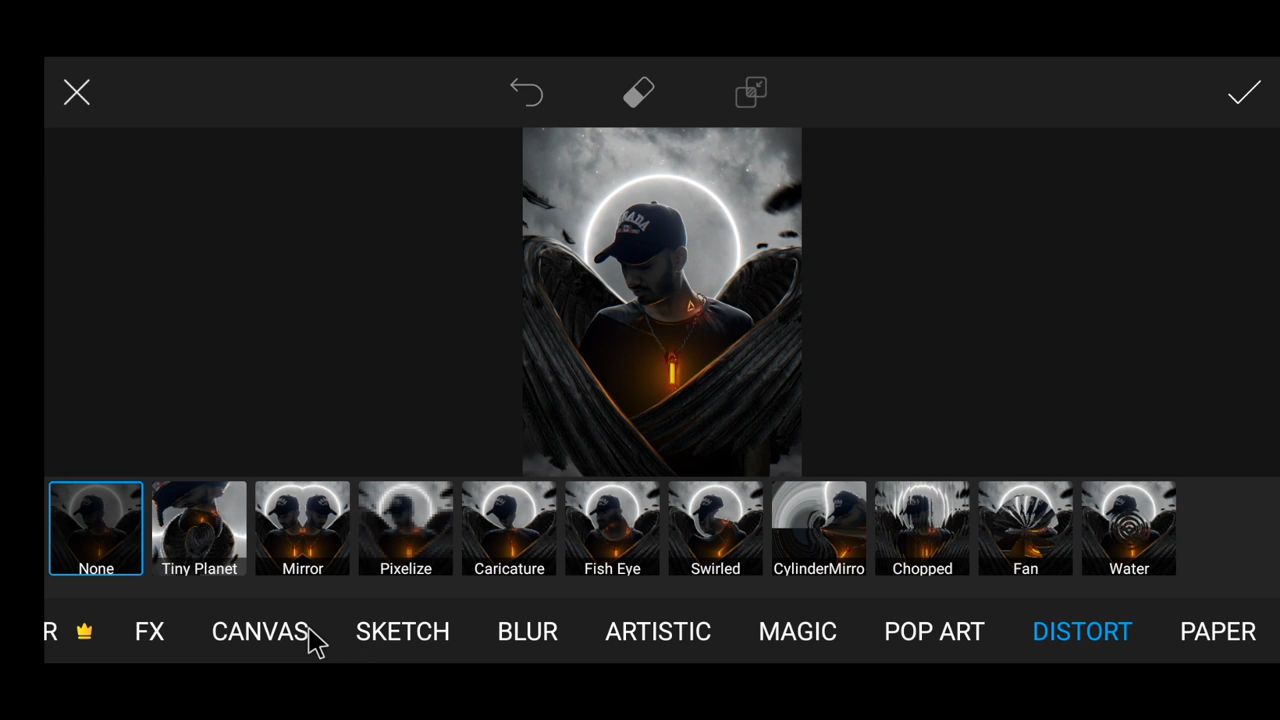 None Tiny Planet Mirror Pixelize Caricature Fish Eye Swirled CylinderMirro Chopped Fan Water
R FX CANVAS SKETCH BLUR ARTISTIC MAGIC POP ART DISTORT PAPER